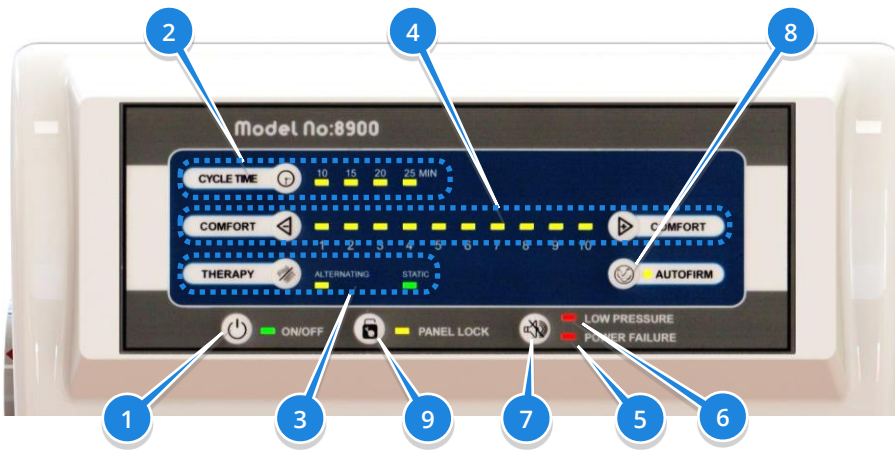 2
4
8
Model No:8900
CYCLE TIME 10 15 20 25 MIN
COMFORT COMFORT
1 2 3 4 5 6 7 8 9 10
THERAPY ALTERNATING STATIC AUTOFIRM
ON/OFF PANEL LOCK LOW PRESSURE
POWER FAILURE
1
3
9
7
5
6